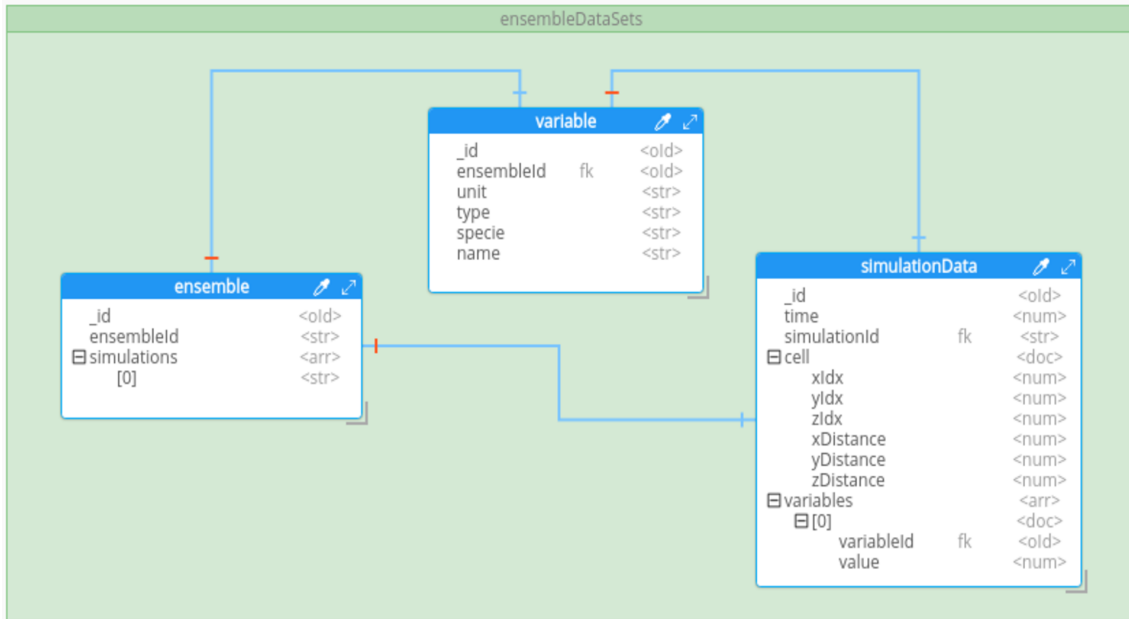 ensembleDataSets
variable
_id <oId>
ensembleId fk <oId>
unit <str>
type <str>
specie <str>
name <str>
ensemble
_id <oId>
ensembleId <str>
simulations <arr>
[0] <str>
simulationData
_id <oId>
time <num>
simulationId fk <str>
cell <doc>
xIdx <num>
yIdx <num>
zIdx <num>
xDistance <num>
yDistance <num>
zDistance <num>
variables <arr>
[0] <doc>
variableId fk <oId>
value <num>